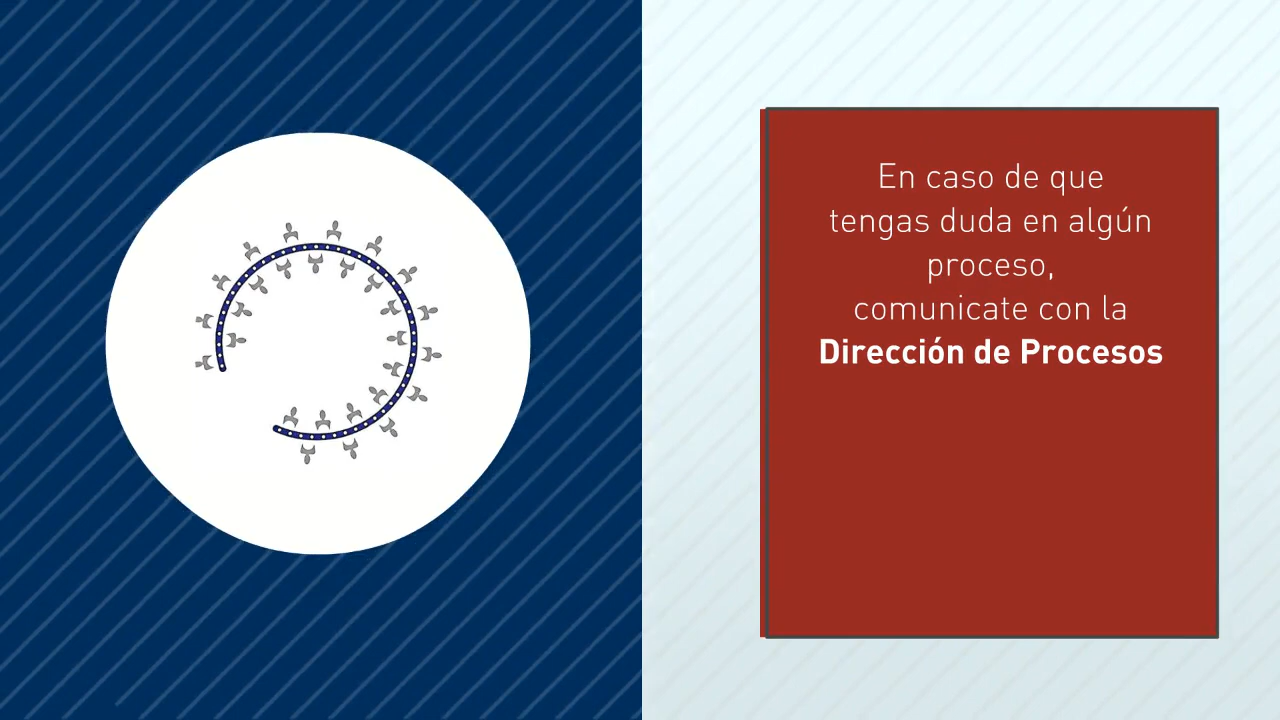 En caso de que
tengas duda en algún
proceso,
comunicate con la
Dirección de Procesos